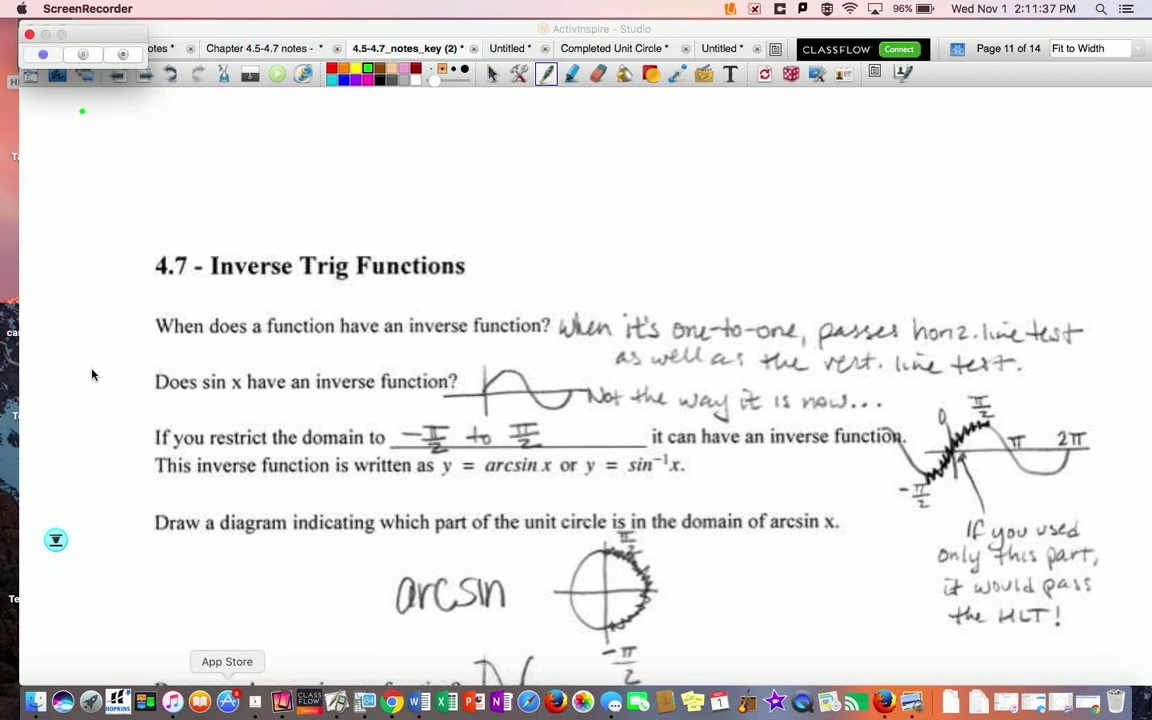 ScreenRecorder
96%
Wed Nov 1 2:11:37 PM
ActivInspire - Studio
otes *
Chapter 4.5-4.7 notes - *
4.5-4.7_notes_key (2) *
Untitled *
Completed Unit Circle *
Untitled *
CLASSFLOW
Connect
Page 11 of 14
Fit to Width
4.7 - Inverse Trig Functions
When does a function have an inverse function? When it's one-to-one, passes horiz. line test
as well as the vert. line test.
Does sin x have an inverse function?
Not the way it is now...
If you restrict the domain to -π/2 to π/2 it can have an inverse function.
This inverse function is written as y = arcsin x or y = sin⁻¹x.
0 π/2 π 2π
-π/2
If you used
only this part,
it would pass
the HLT!
Draw a diagram indicating which part of the unit circle is in the domain of arcsin x.
π/2
arcsin
-π/2
App Store
HOPKINS